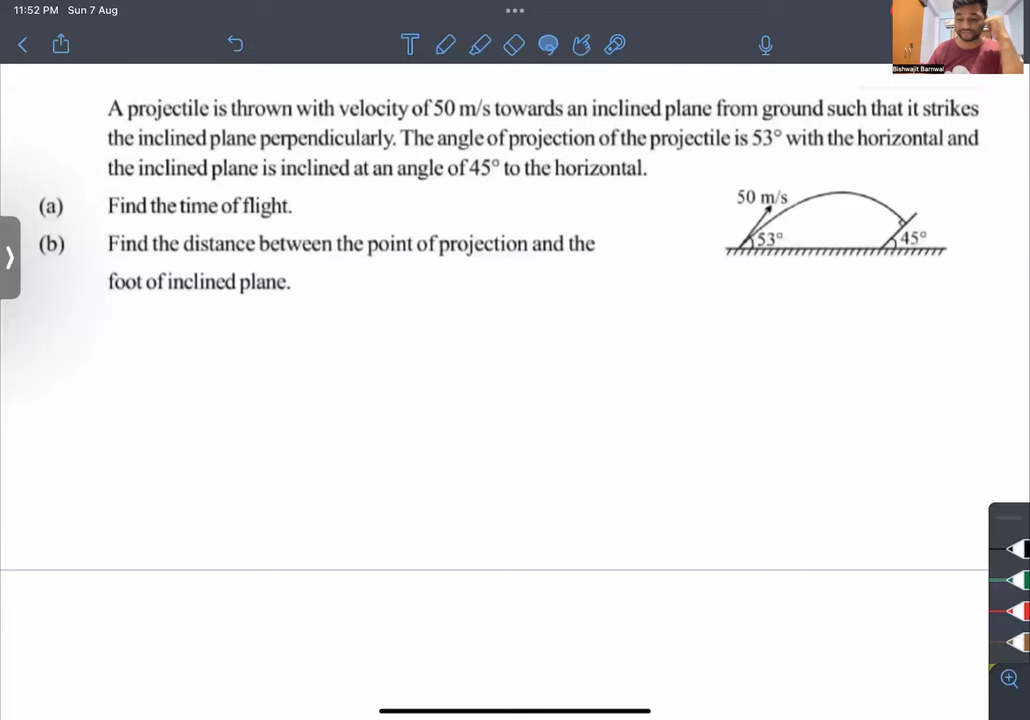 11:52 PM Sun 7 Aug
Bishwajit Barnwal
A projectile is thrown with velocity of 50 m/s towards an inclined plane from ground such that it strikes
the inclined plane perpendicularly. The angle of projection of the projectile is 53° with the horizontal and
the inclined plane is inclined at an angle of 45° to the horizontal.
(a) Find the time of flight.
(b) Find the distance between the point of projection and the
foot of inclined plane.
50 m/s
53°
45°